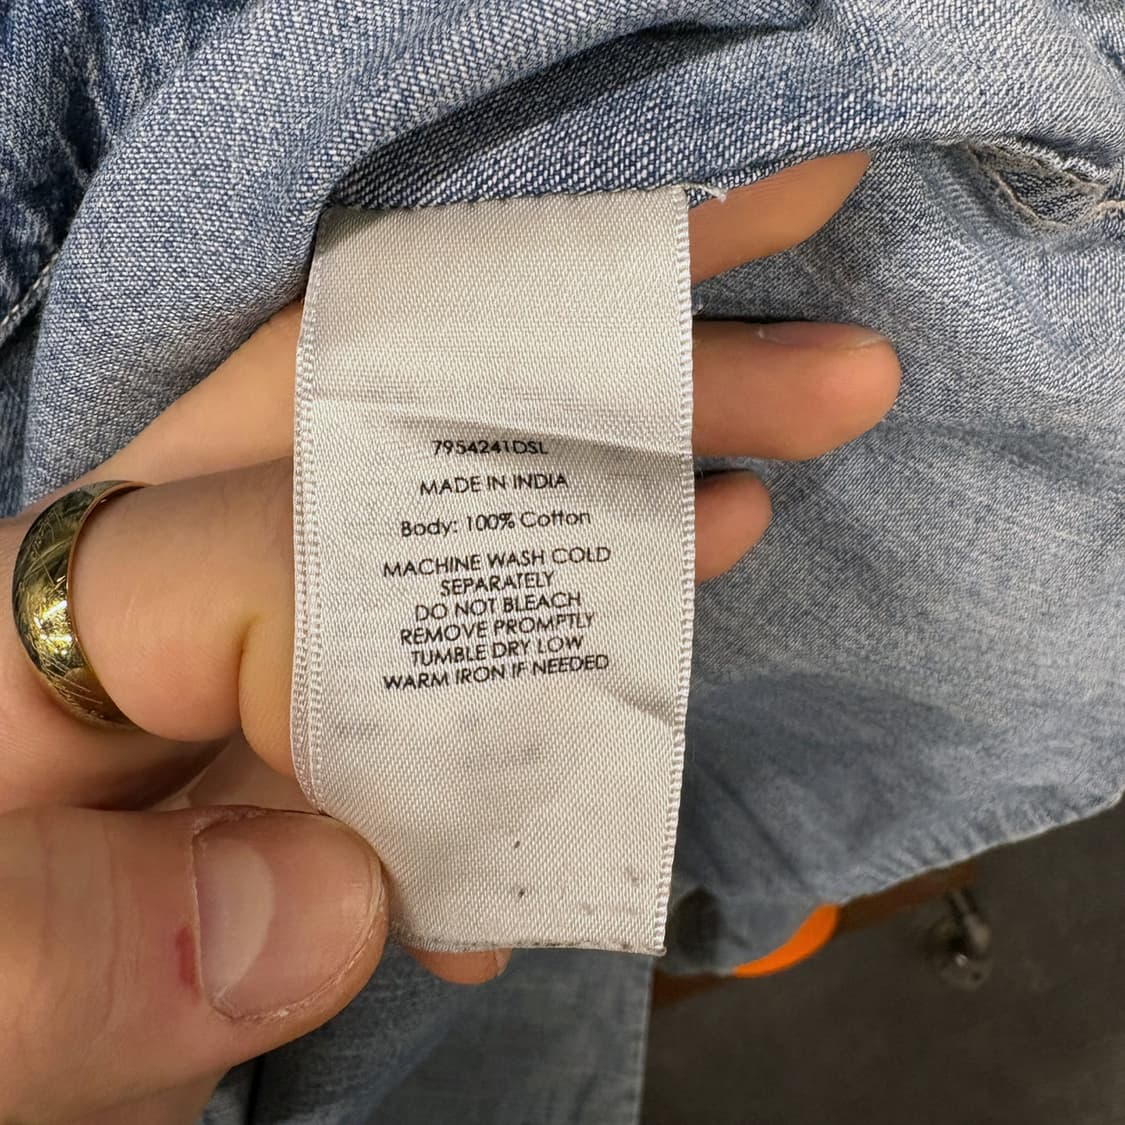 7954241DSL
MADE IN INDIA
Body: 100% Cotton
MACHINE WASH COLD
SEPARATELY
DO NOT BLEACH
REMOVE PROMPTLY
TUMBLE DRY LOW
WARM IRON IF NEEDED